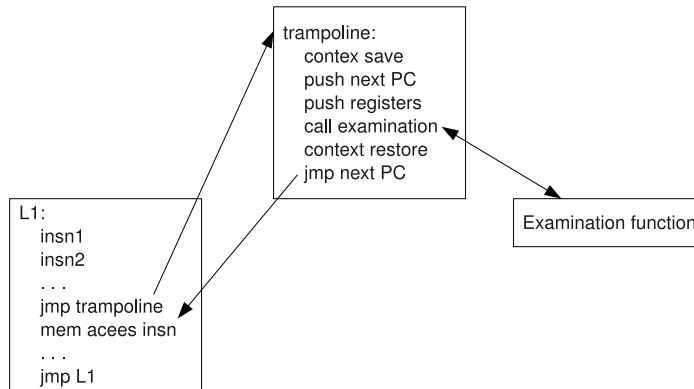 trampoline:
contex save
push next PC
push registers
call examination
context restore
jmp next PC
Examination function
L1:
insn1
insn2
. . .
jmp trampoline
mem acees insn
. . .
jmp L1